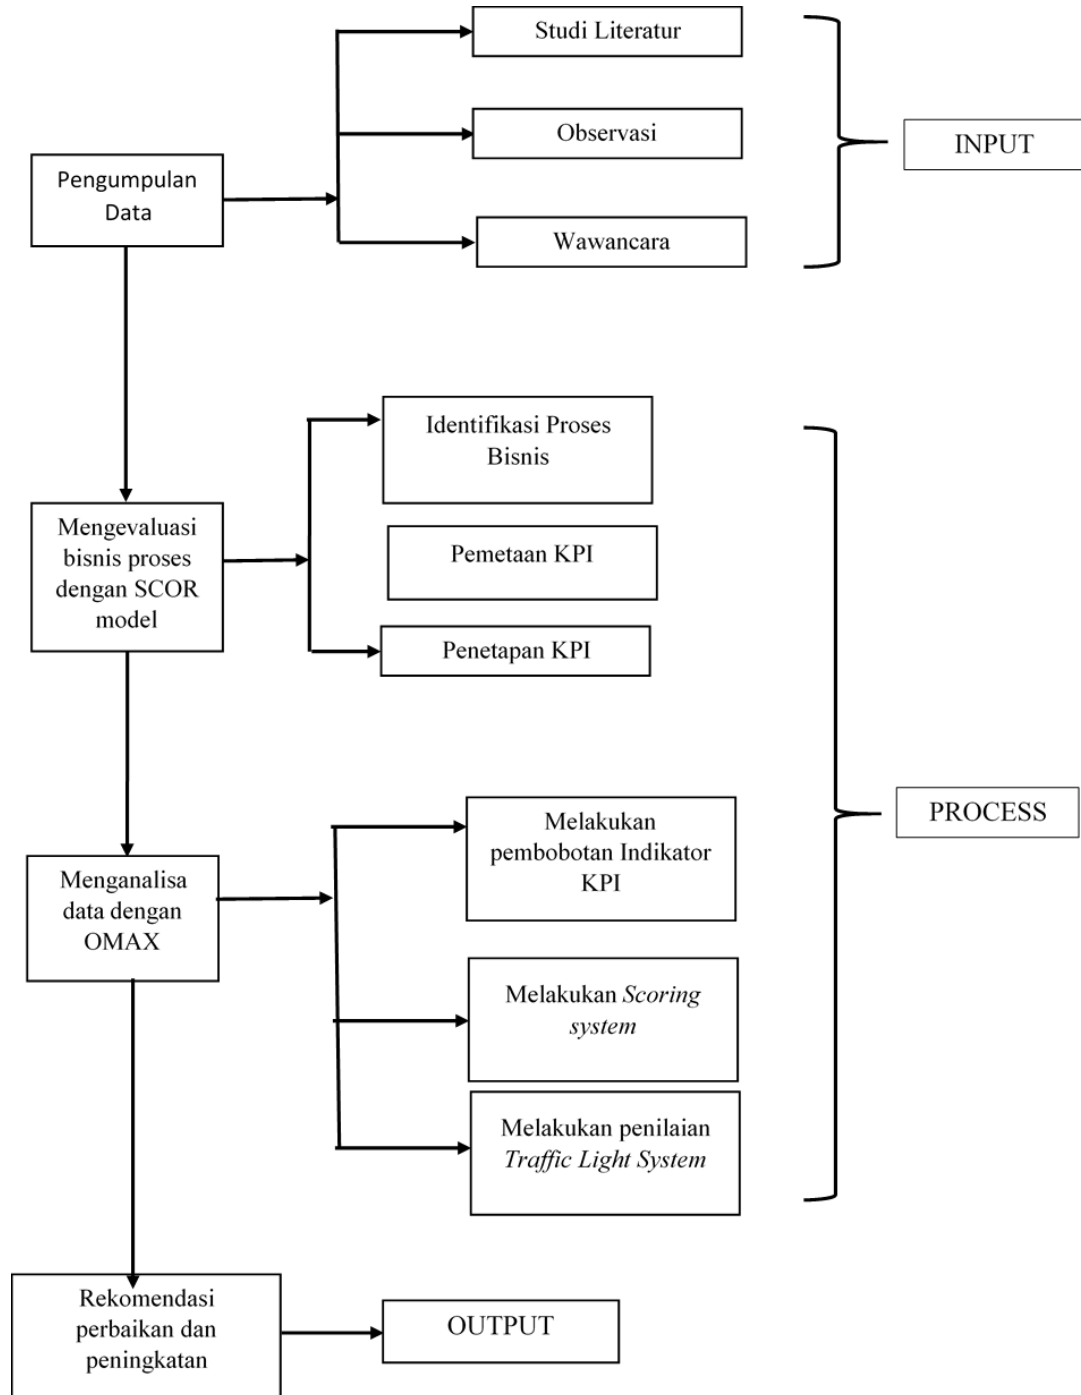 Studi Literatur
Observasi
INPUT
Pengumpulan
Data
Wawancara
Identifikasi Proses
Bisnis
Mengevaluasi
bisnis proses
dengan SCOR
model
Pemetaan KPI
Penetapan KPI
PROCESS
Melakukan
pembobotan Indikator
KPI
Menganalisa
data dengan
OMAX
Melakukan Scoring
system
Melakukan penilaian
Traffic Light System
Rekomendasi
perbaikan dan
peningkatan
OUTPUT